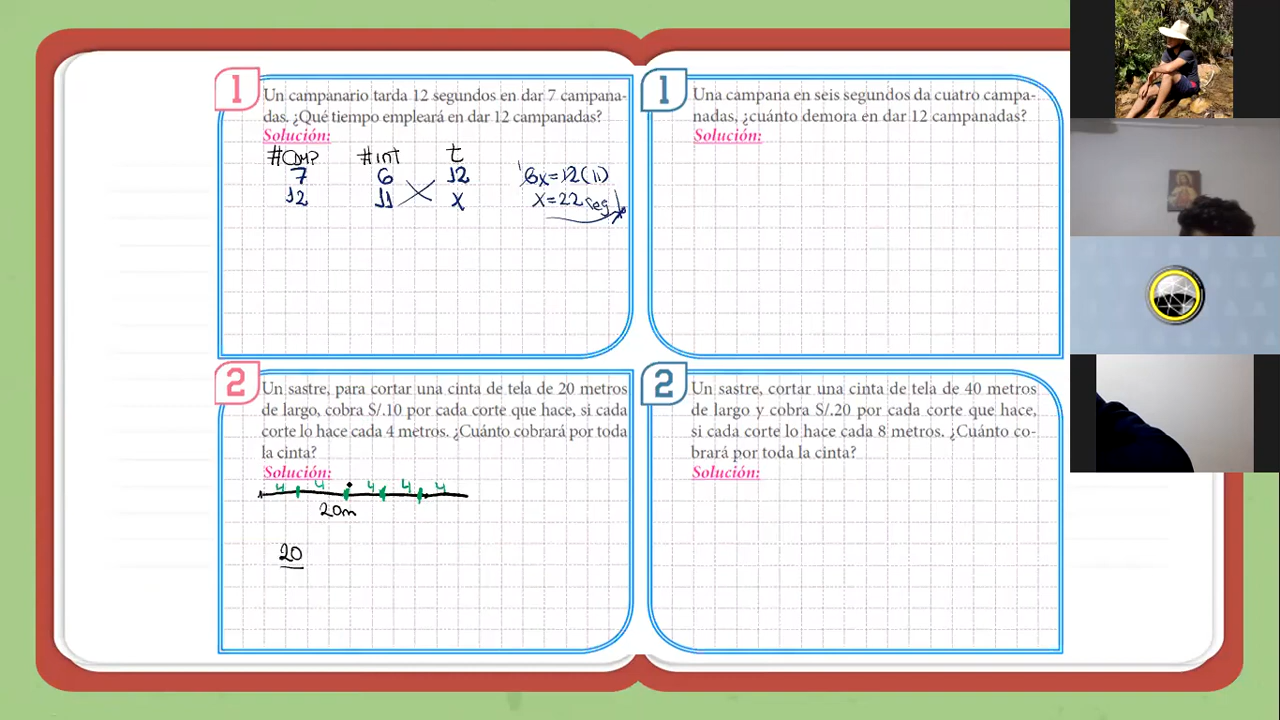 1
Un campanario tarda 12 segundos en dar 7 campana-
das. ¿Qué tiempo empleará en dar 12 campanadas?
Solución:
#Comp #int t
7 6 12 6x=12(11)
12 11 x x=22 seg
1
Una campana en seis segundos da cuatro campa-
nadas, ¿cuánto demora en dar 12 campanadas?
Solución:
2
Un sastre, para cortar una cinta de tela de 20 metros
de largo, cobra S/.10 por cada corte que hace, si cada
corte lo hace cada 4 metros. ¿Cuánto cobrará por toda
la cinta?
Solución:
4 4 4 4 4
20m
20
2
Un sastre, cortar una cinta de tela de 40 metros
de largo y cobra S/.20 por cada corte que hace,
si cada corte lo hace cada 8 metros. ¿Cuánto co-
brará por toda la cinta?
Solución: